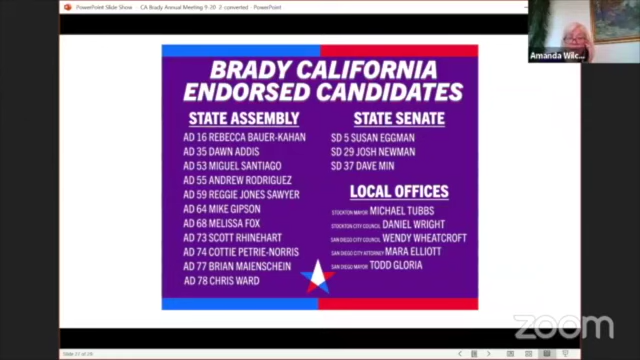 PowerPoint Slide Show - CA Brady Annual Meeting 9-20 2 converted - PowerPoint
Amanda Wilc...
BRADY CALIFORNIA
ENDORSED CANDIDATES
STATE ASSEMBLY
AD 16 REBECCA BAUER-KAHAN
AD 35 DAWN ADDIS
AD 53 MIGUEL SANTIAGO
AD 55 ANDREW RODRIGUEZ
AD 59 REGGIE JONES SAWYER
AD 64 MIKE GIPSON
AD 68 MELISSA FOX
AD 73 SCOTT RHINEHART
AD 74 COTTIE PETRIE-NORRIS
AD 77 BRIAN MAIENSCHEIN
AD 78 CHRIS WARD
STATE SENATE
SD 5 SUSAN EGGMAN
SD 29 JOSH NEWMAN
SD 37 DAVE MIN
LOCAL OFFICES
STOCKTON MAYOR MICHAEL TUBBS
STOCKTON CITY COUNCIL DANIEL WRIGHT
SAN DIEGO CITY COUNCIL WENDY WHEATCROFT
SAN DIEGO CITY ATTORNEY MARA ELLIOTT
SAN DIEGO MAYOR TODD GLORIA
zoom